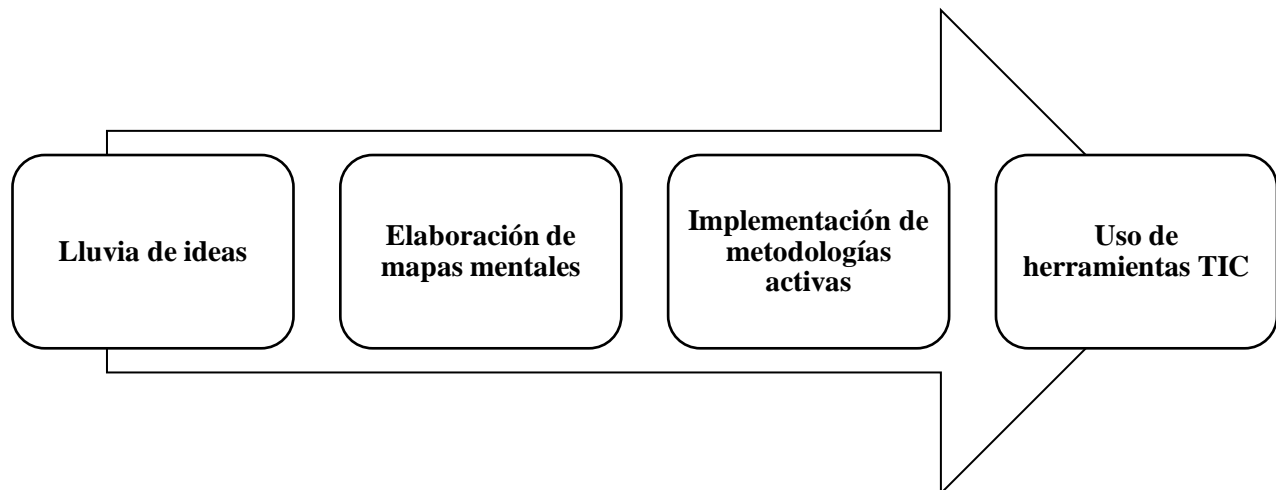 Lluvia de ideas
Elaboración de
mapas mentales
Implementación de
metodologías
activas
Uso de
herramientas TIC